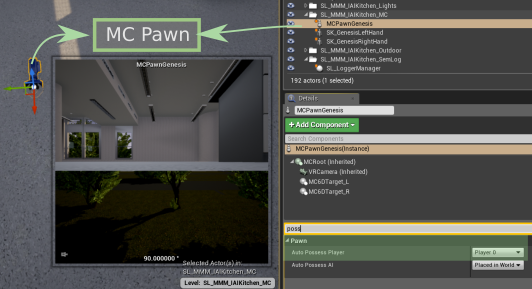 MC Pawn
MCPawnGenesis
90.000000 °
Selected Actor(s) in:
SL_MMM_IAIKitchen_MC
Level: SL_MMM_IAIKitchen_MC
SL_MMM_IAIKitchen_Lights
SL_MMM_IAIKitchen_MC
MCPawnGenesis
SK_GenesisLeftHand
SK_GenesisRightHand
SL_MMM_IAIKitchen_Outdoor
SL_MMM_IAIKitchen_SemLog
SL_LoggerManager
192 actors (1 selected)
Details
MCPawnGenesis
+ Add Component
Search Components
MCPawnGenesis(Instance)
MCRoot (Inherited)
VRCamera (Inherited)
MC6DTarget_L
MC6DTarget_R
poss
Pawn
Auto Possess Player Player 0
Auto Possess AI Placed in World